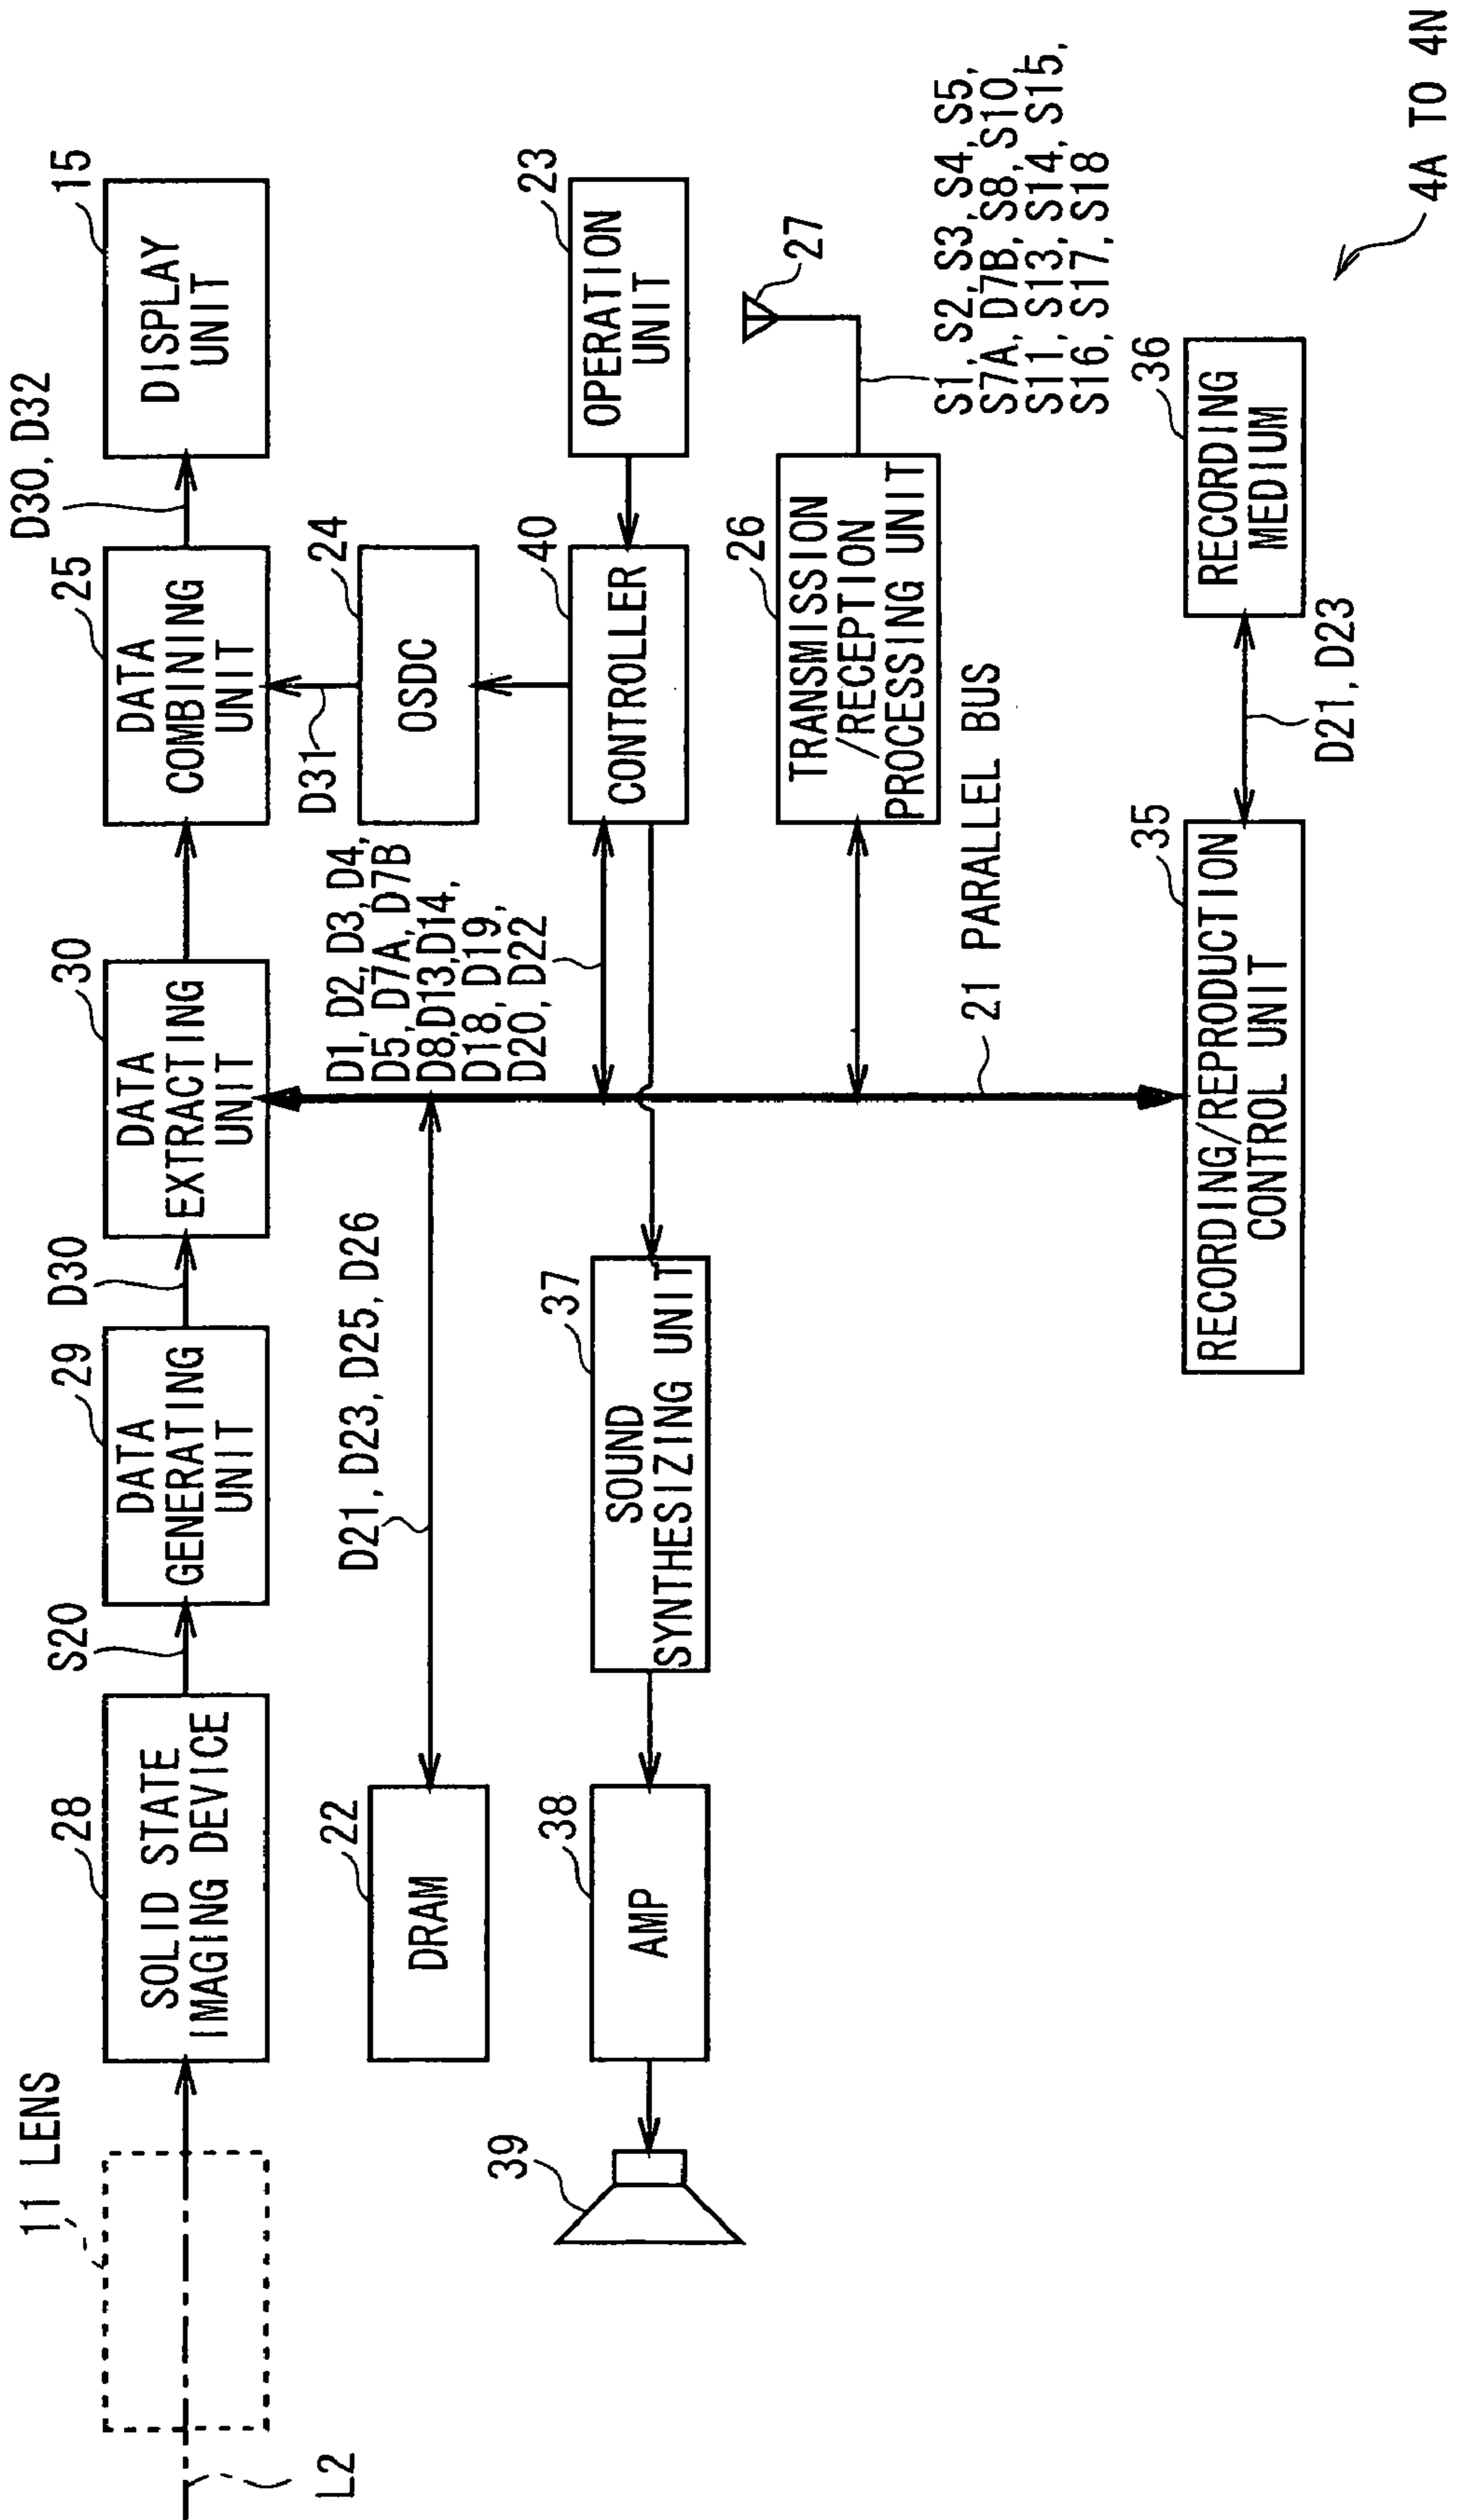 11 LENS
L2
28
SOLID STATE
IMAGING DEVICE
S20
29
DATA
GENERATING
UNIT
D30
30
DATA
EXTRACTING
UNIT
25
DATA
COMBINING
UNIT
D30, D32
15
DISPLAY
UNIT
22
DRAM
D21, D23, D25, D26
D1, D2, D3, D4,
D5, D7A, D7B
D8, D13, D14,
D18, D19,
D20, D22
D31
24
OSDC
39
38
AMP
37
SOUND
SYNTHESIZING UNIT
40
CONTROLLER
23
OPERATION
UNIT
26
TRANSMISSION
/RECEPTION
PROCESSING UNIT
27
S1, S2, S3, S4, S5,
S7A, D7B, S8, S10,
S11, S13, S14, S15,
S16, S17, S18
21 PARALLEL BUS
35
RECORDING/REPRODUCTION
CONTROL UNIT
D21, D23
36
RECORDING
MEDIUM
4A TO 4N